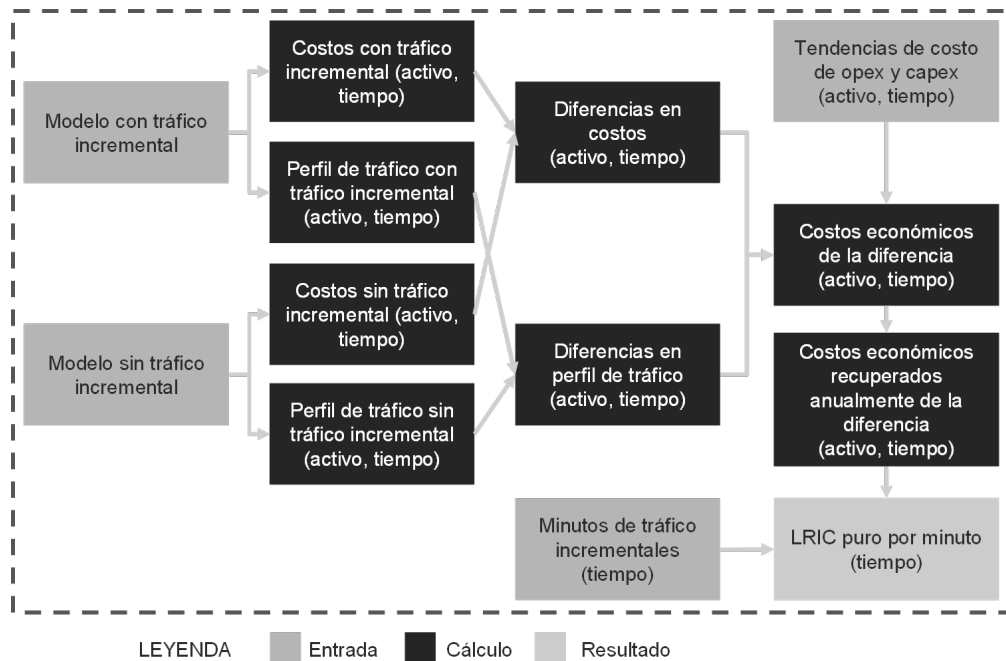 Modelo con tráfico
incremental
Costos con tráfico
incremental (activo,
tiempo)
Perfil de tráfico con
tráfico incremental
(activo, tiempo)
Modelo sin tráfico
incremental
Costos sin tráfico
incremental (activo,
tiempo)
Perfil de tráfico sin
tráfico incremental
(activo, tiempo)
Diferencias en
costos
(activo, tiempo)
Diferencias en
perfil de tráfico
(activo, tiempo)
Tendencias de costo
de opex y capex
(activo, tiempo)
Costos económicos
de la diferencia
(activo, tiempo)
Costos económicos
recuperados
anualmente de la
diferencia
(activo, tiempo)
Minutos de tráfico
incrementales
(tiempo)
LRIC puro por minuto
(tiempo)
LEYENDA Entrada Cálculo Resultado